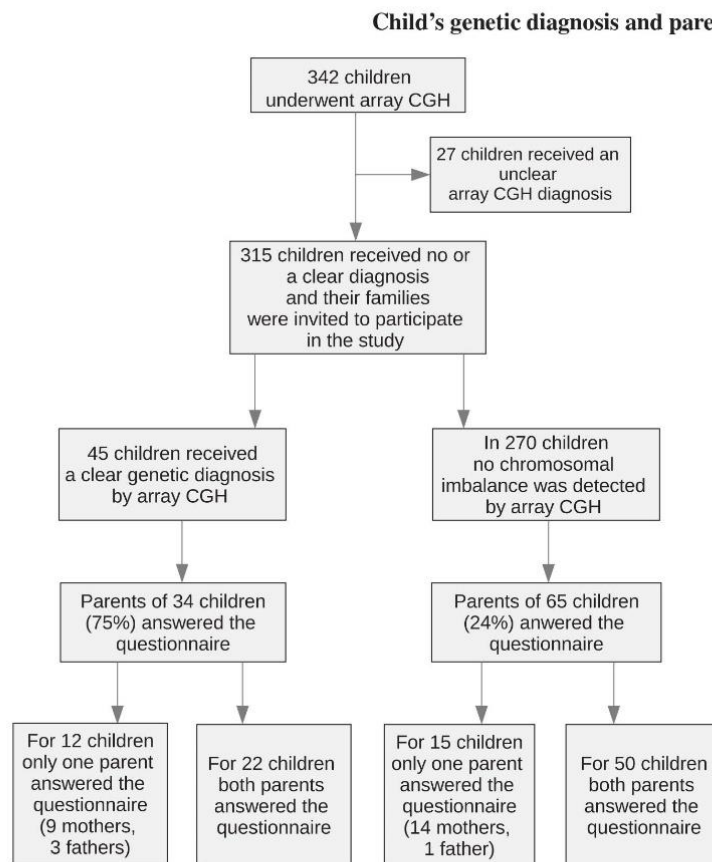 Child's genetic diagnosis and pare
342 children
underwent array CGH
27 children received an
unclear
array CGH diagnosis
315 children received no or
a clear diagnosis
and their families
were invited to participate
in the study
45 children received
a clear genetic diagnosis
by array CGH
In 270 children
no chromosomal
imbalance was detected
by array CGH
Parents of 34 children
(75%) answered the
questionnaire
Parents of 65 children
(24%) anwered the
questionnaire
For 12 children
only one parent
answered the
questionnaire
(9 mothers,
3 fathers)
For 22 children
both parents
answered the
questionnaire
For 15 children
only one parent
answered the
questionnaire
(14 mothers,
1 father)
For 50 children
both parents
answered the
questionnaire